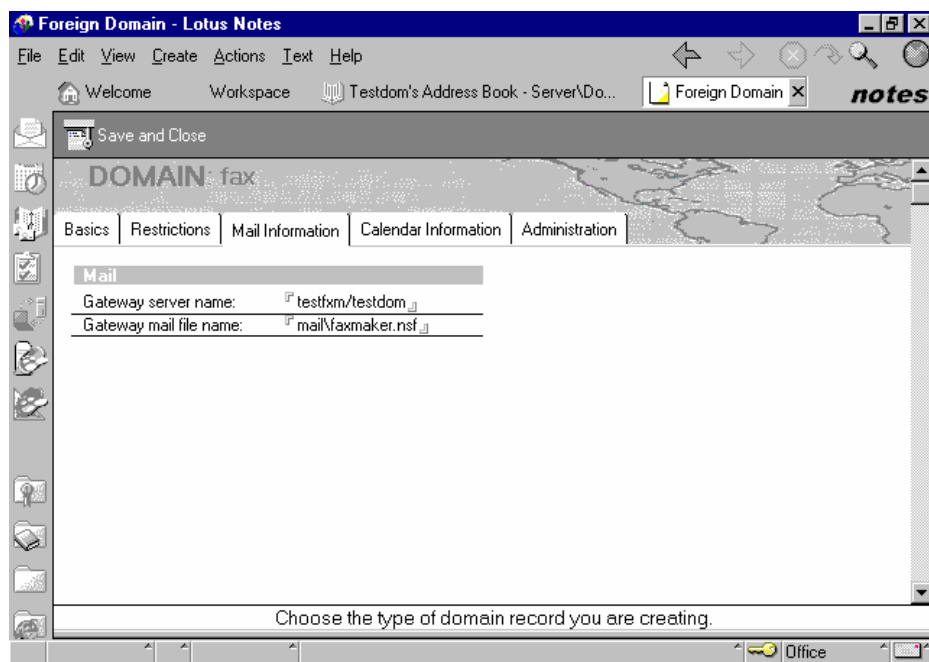 Foreign Domain - Lotus Notes
File Edit View Create Actions Text Help
Welcome Workspace Testdom's Address Book - Server\Do... Foreign Domain notes
Save and Close
DOMAIN: fax
Basics Restrictions Mail Information Calendar Information Administration
Mail
Gateway server name: testfxm/testdom
Gateway mail file name: mail\faxmaker.nsf
Choose the type of domain record you are creating.
Office